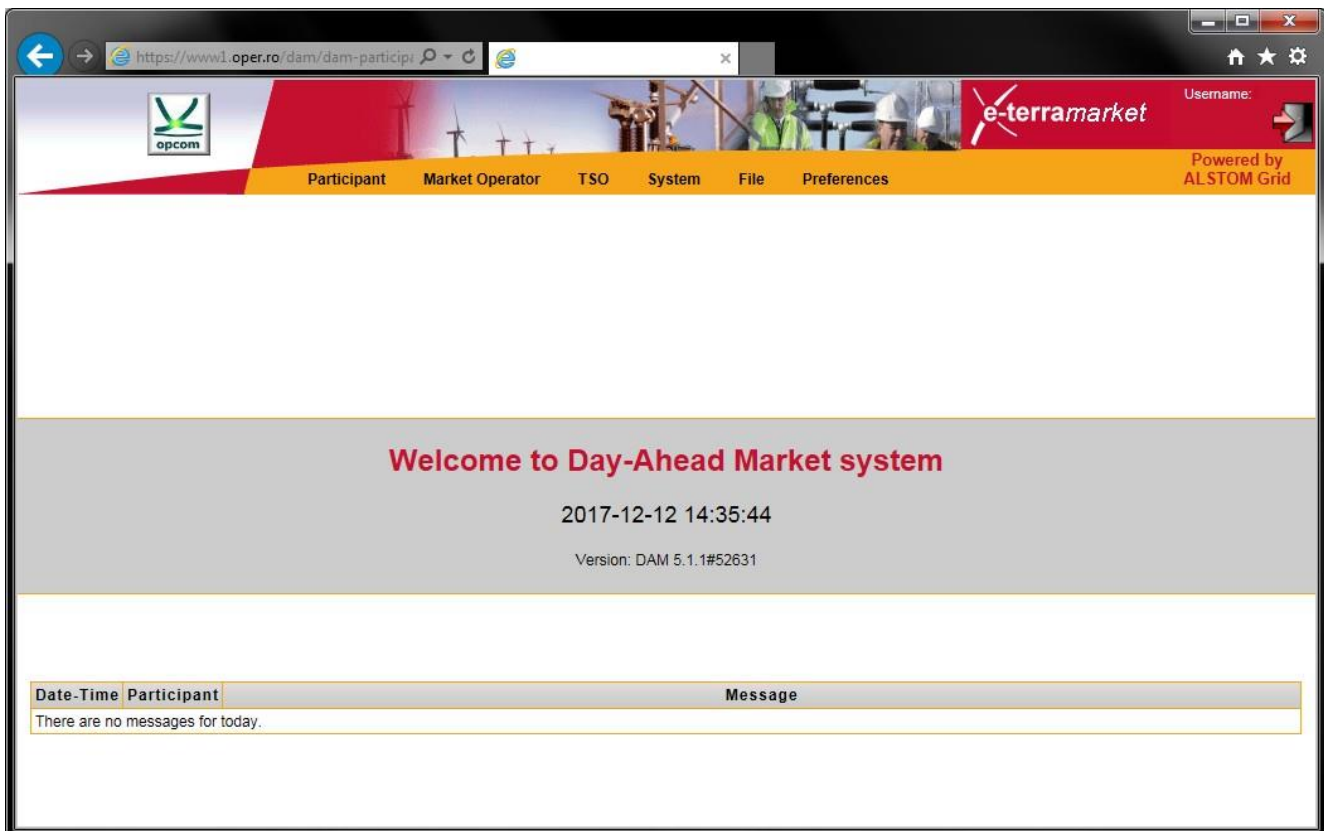 https://www1.oper.ro/dam/dam-particip
opcom
e-terramarket
Username:
Participant Market Operator TSO System File Preferences
Powered by
ALSTOM Grid
Welcome to Day-Ahead Market system
2017-12-12 14:35:44
Version: DAM 5.1.1#52631
Date-Time Participant Message
There are no messages for today.